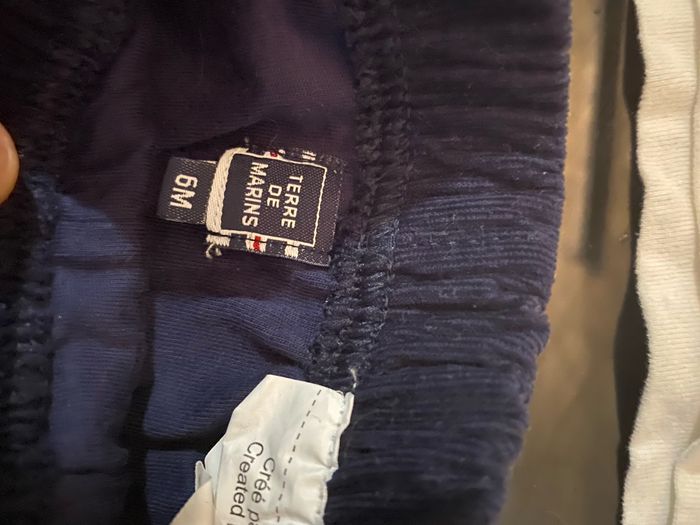 TERRE
DE
MARINS
6M
Créé
Created